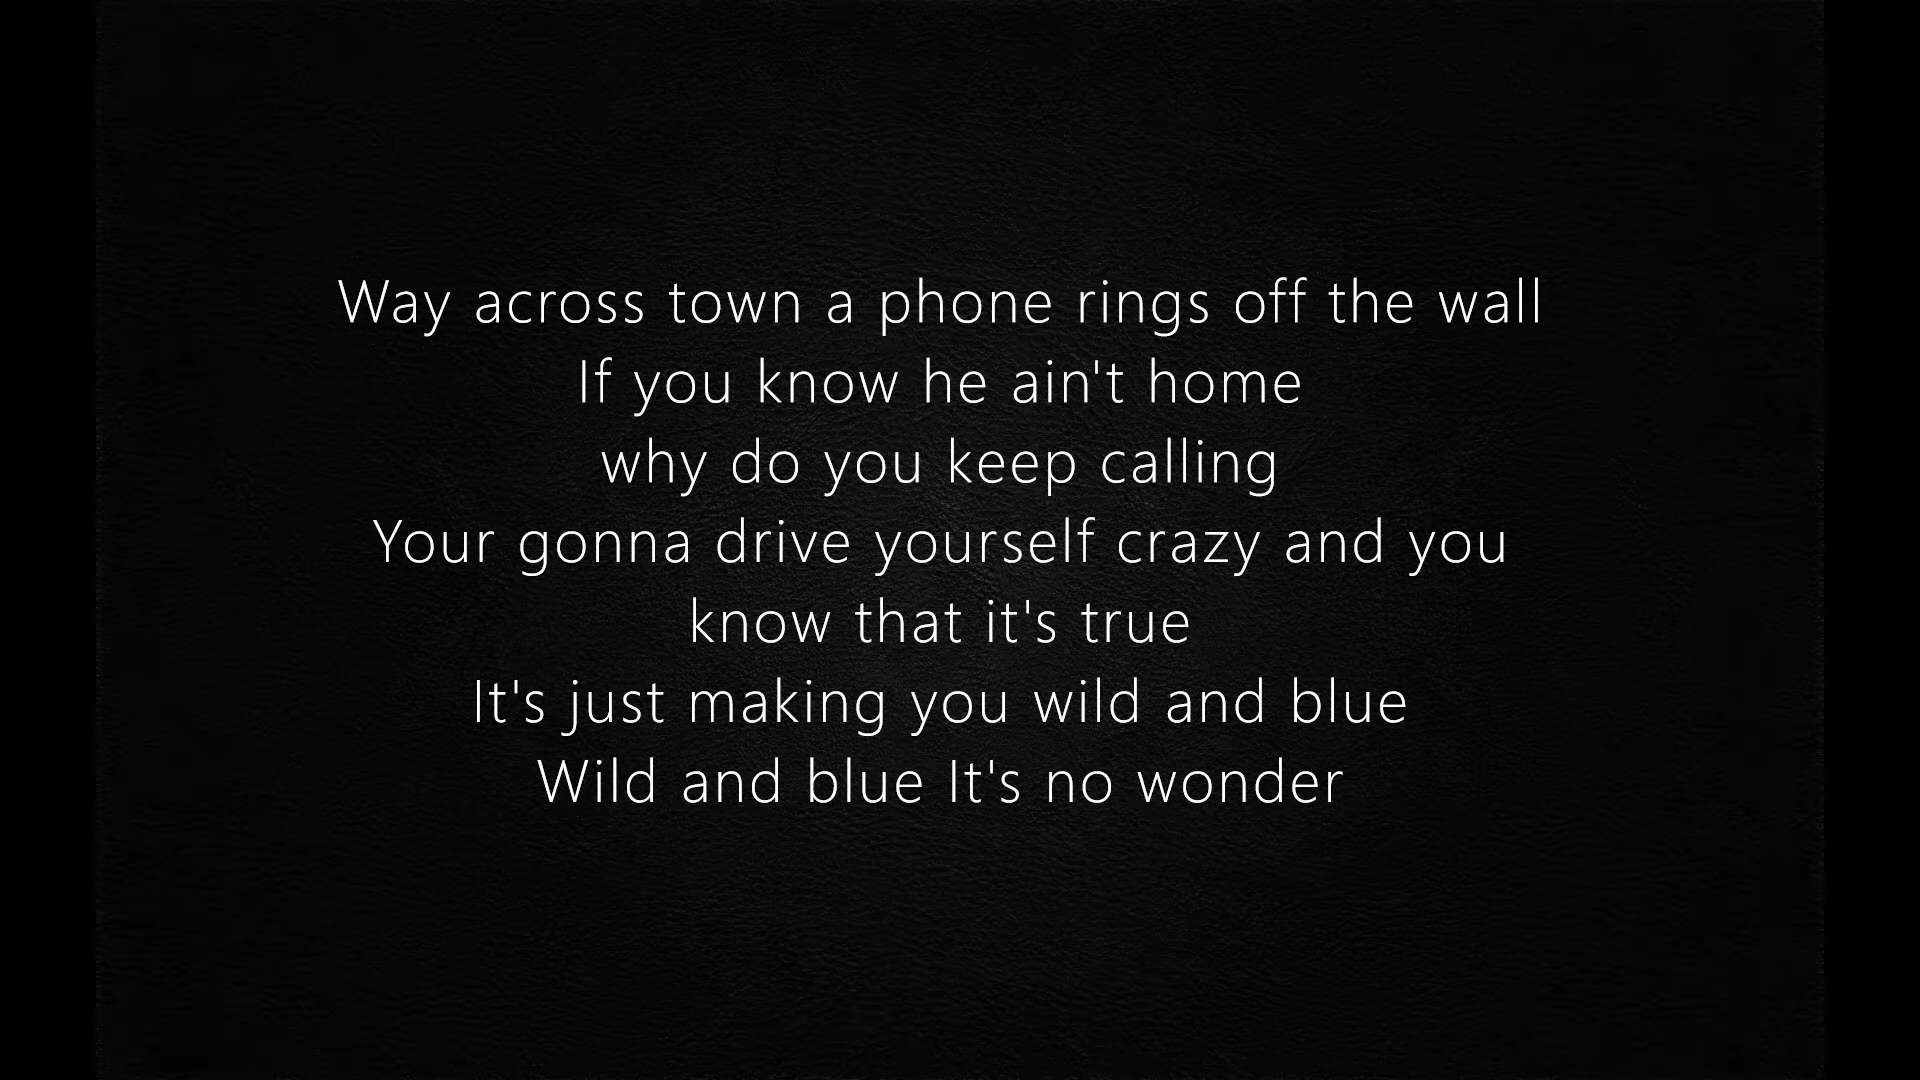 Way across town a phone rings off the wall
If you know he ain't home
why do you keep calling
Your gonna drive yourself crazy and you
know that it's true
It's just making you wild and blue
Wild and blue It's no wonder